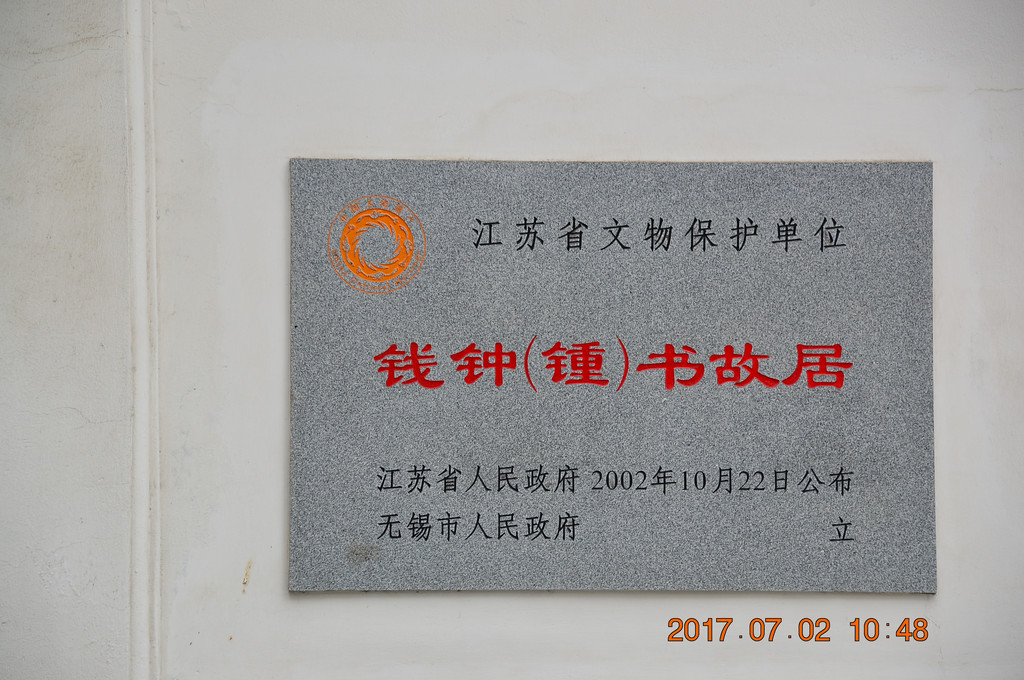 江苏省文物保护单位
钱钟(锺)书故居
江苏省人民政府 2002年10月22日公布
无锡市人民政府 立
2017.07.02 10:48